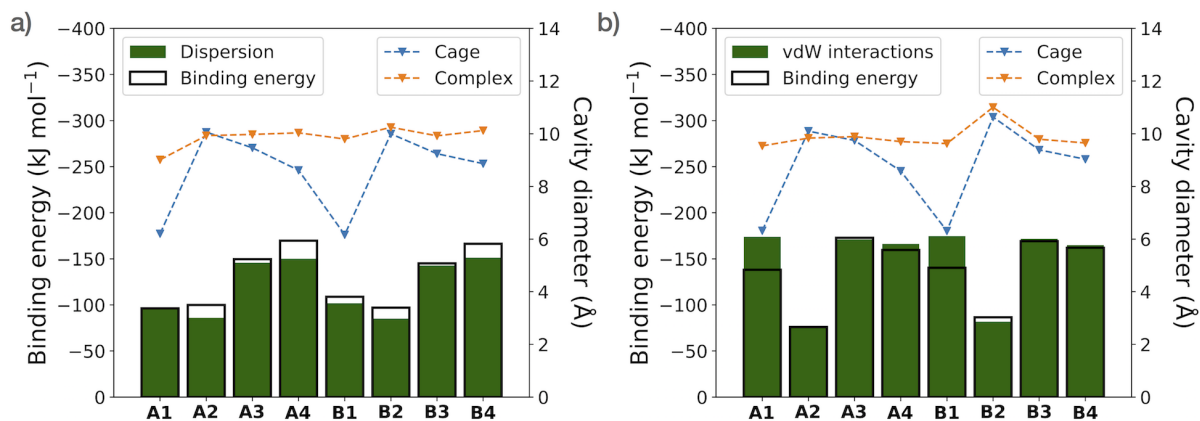 a)
Binding energy (kJ mol⁻¹)
−400
−350
−300
−250
−200
−150
−100
−50
0
Dispersion
Binding energy
Cage
Complex
14
12
10
8
6
4
2
0
Cavity diameter (Å)
A1 A2 A3 A4 B1 B2 B3 B4
b)
Binding energy (kJ mol⁻¹)
−400
−350
−300
−250
−200
−150
−100
−50
0
vdW interactions
Binding energy
Cage
Complex
14
12
10
8
6
4
2
0
Cavity diameter (Å)
A1 A2 A3 A4 B1 B2 B3 B4